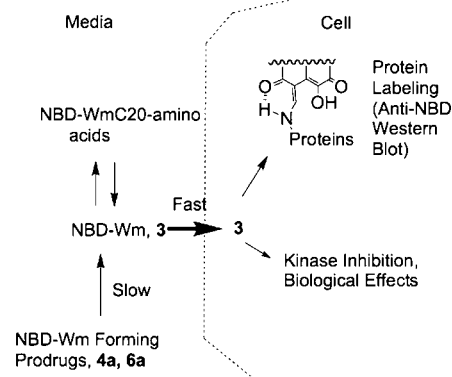 Media
Cell
O
O
OH
H
N
Proteins
Protein
Labeling
(Anti-NBD
Western
Blot)
NBD-WmC20-amino
acids
Fast
NBD-Wm, 3
3
Kinase Inhibition,
Biological Effects
Slow
NBD-Wm Forming
Prodrugs, 4a, 6a